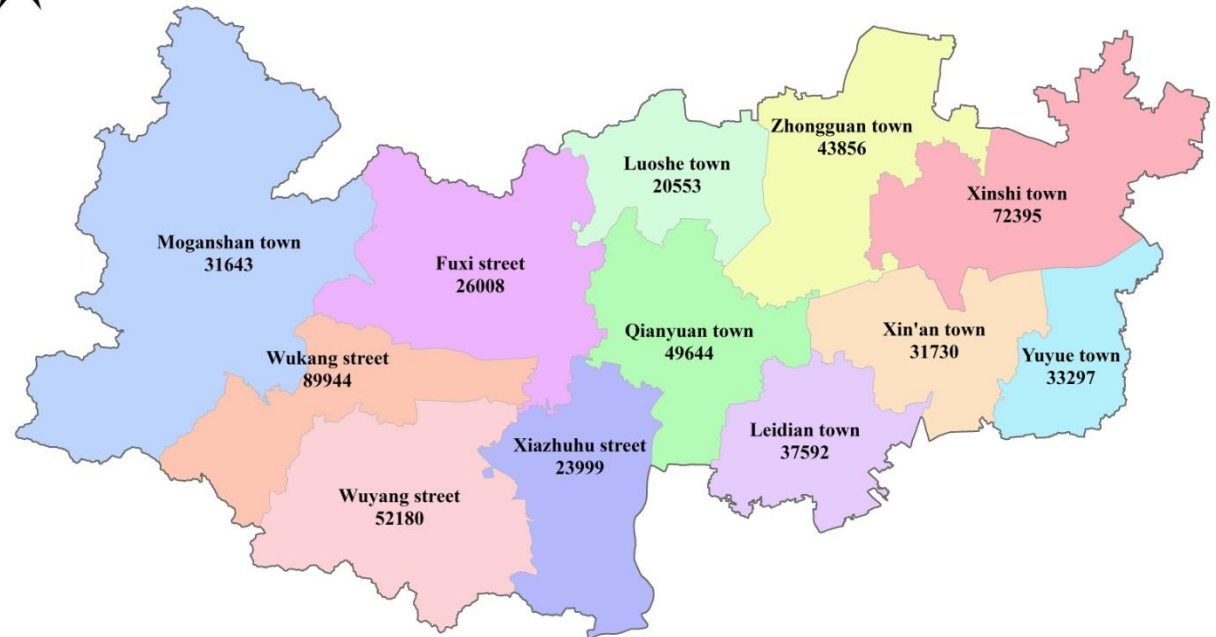 Zhongguan town
43856
Luoshe town
20553
Xinshi town
72395
Moganshan town
31643
Fuxi street
26008
Qianyuan town
49644
Xin'an town
31730
Wukang street
89944
Yuyue town
33297
Leidian town
37592
Xiazhuhu street
23999
Wuyang street
52180